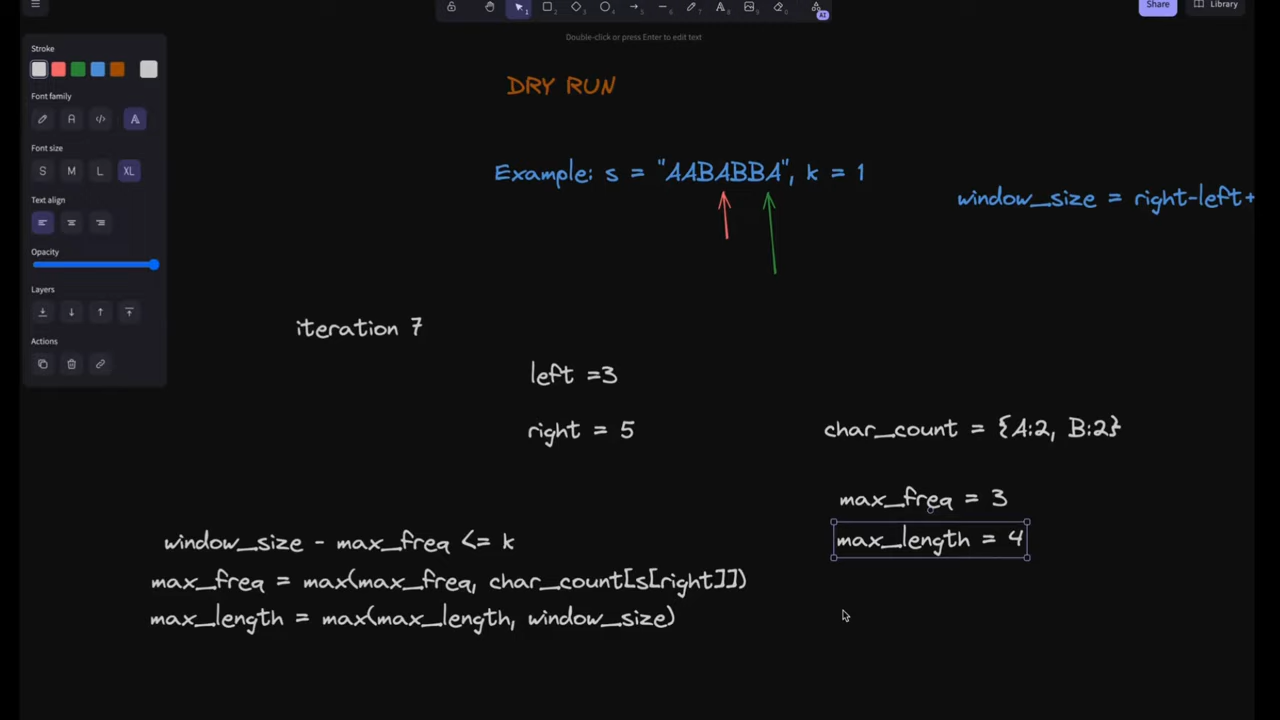 Share
Library
Double-click or press Enter to edit text
Stroke
Font family
Font size
S M L XL
Text align
Opacity
Layers
Actions
AI
DRY RUN
Example: s = "AABABBA", k = 1
window_size = right-left+
iteration 7
left =3
right = 5
char_count = {A:2, B:2}
max_freq = 3
max_length = 4
window_size - max_freq <= k
max_freq = max(max_freq, char_count[s[right]])
max_length = max(max_length, window_size)